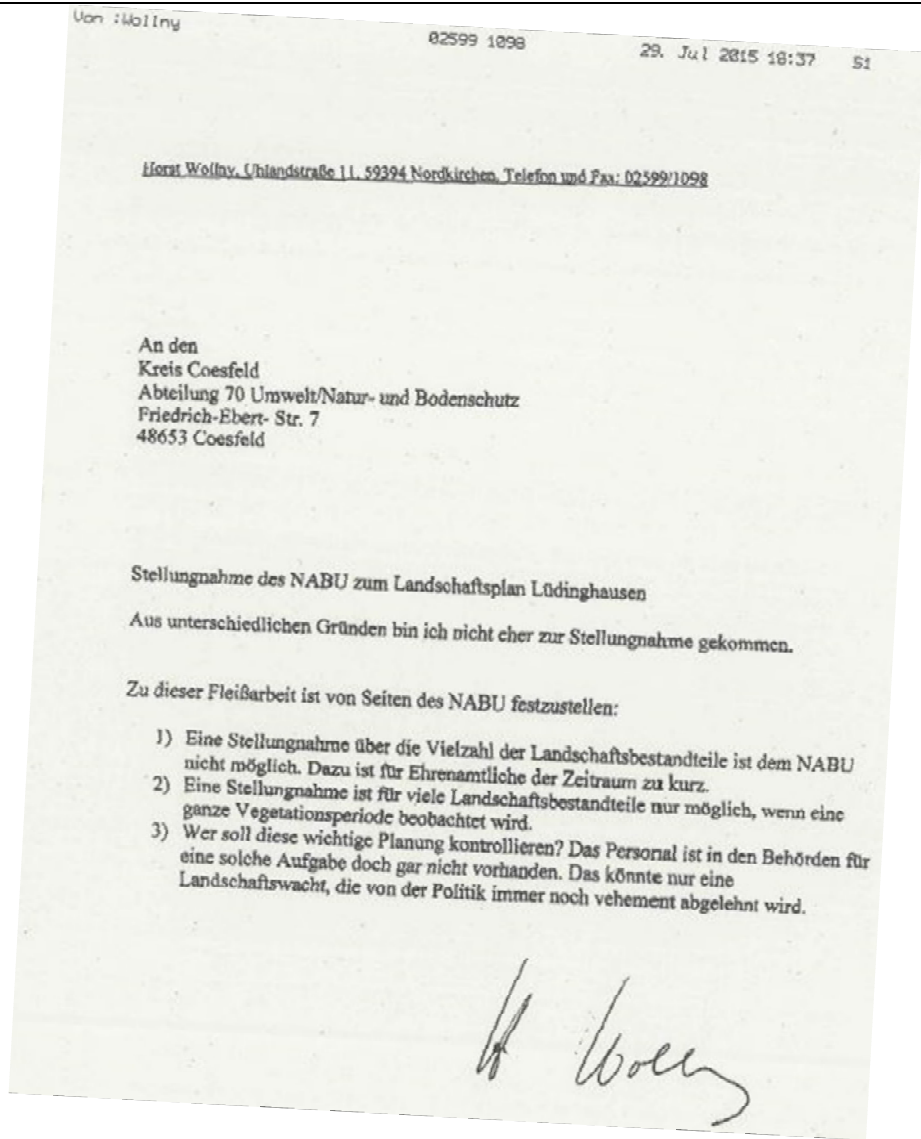 Von :Wollny 02599 1098 29. Jul 2015 18:37 S1
Horst Wollny, Uhlandstraße 11, 59394 Nordkirchen, Telefon und Fax: 02599/1098
An den
Kreis Coesfeld
Abteilung 70 Umwelt/Natur- und Bodenschutz
Friedrich-Ebert- Str. 7
48653 Coesfeld
Stellungnahme des NABU zum Landschaftsplan Lüdinghausen
Aus unterschiedlichen Gründen bin ich nicht eher zur Stellungnahme gekommen.
Zu dieser Fleißarbeit ist von Seiten des NABU festzustellen:
1) Eine Stellungnahme über die Vielzahl der Landschaftsbestandteile ist dem NABU
nicht möglich. Dazu ist für Ehrenamtliche der Zeitraum zu kurz.
2) Eine Stellungnahme ist für viele Landschaftsbestandteile nur möglich, wenn eine
ganze Vegetationsperiode beobachtet wird.
3) Wer soll diese wichtige Planung kontrollieren? Das Personal ist in den Behörden für
eine solche Aufgabe doch gar nicht vorhanden. Das könnte nur eine
Landschaftswacht, die von der Politik immer noch vehement abgelehnt wird.
H Wollny